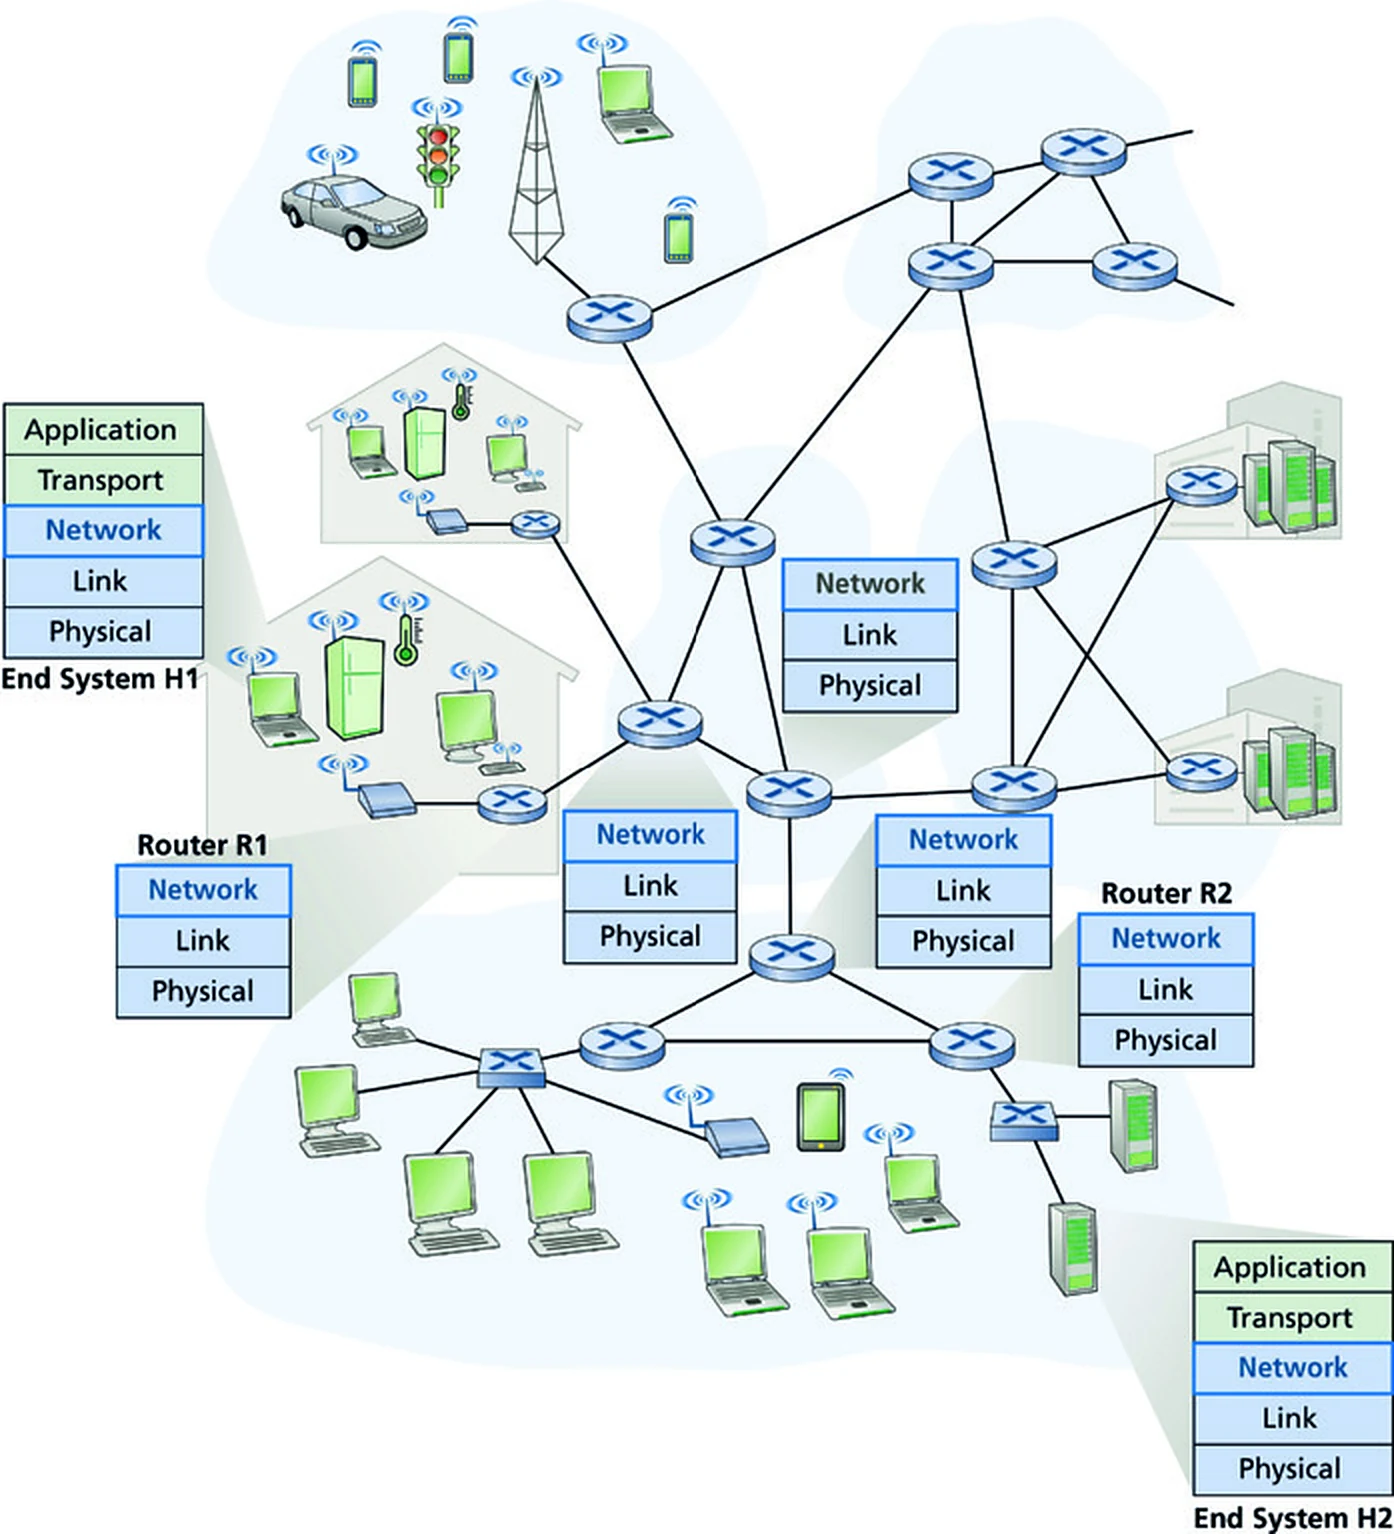 Application
Transport
Network
Link
Physical
End System H1
Network
Link
Physical
Router R1
Network
Link
Physical
Network
Link
Physical
Network
Link
Physical
Router R2
Network
Link
Physical
Application
Transport
Network
Link
Physical
End System H2